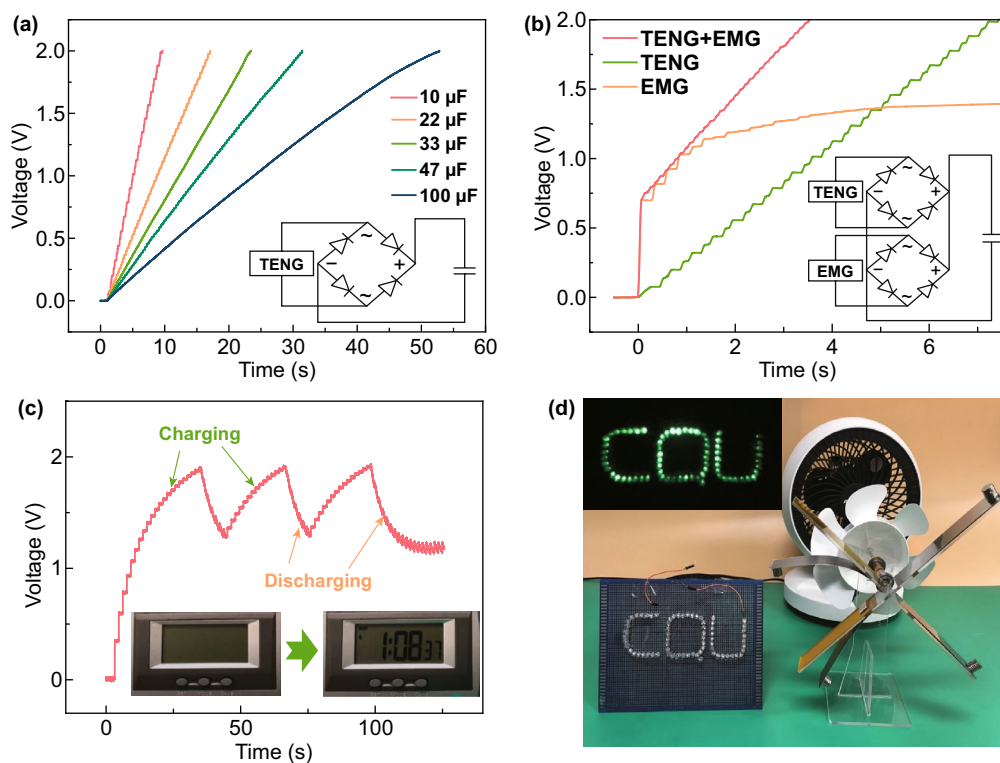 (a)
2.0
1.5
1.0
0.5
0.0
Voltage (V)
0
10
20
30
40
50
60
Time (s)
10 µF
22 µF
33 µF
47 µF
100 µF
TENG
~
−
+
~
(b)
2.0
1.5
1.0
0.5
0.0
Voltage (V)
0
2
4
6
Time (s)
TENG+EMG
TENG
EMG
TENG
~
−
+
~
EMG
~
−
+
~
(c)
2
1
0
Voltage (V)
0
50
100
Time (s)
Charging
Discharging
1:08 37
(d)
CAU
CAU